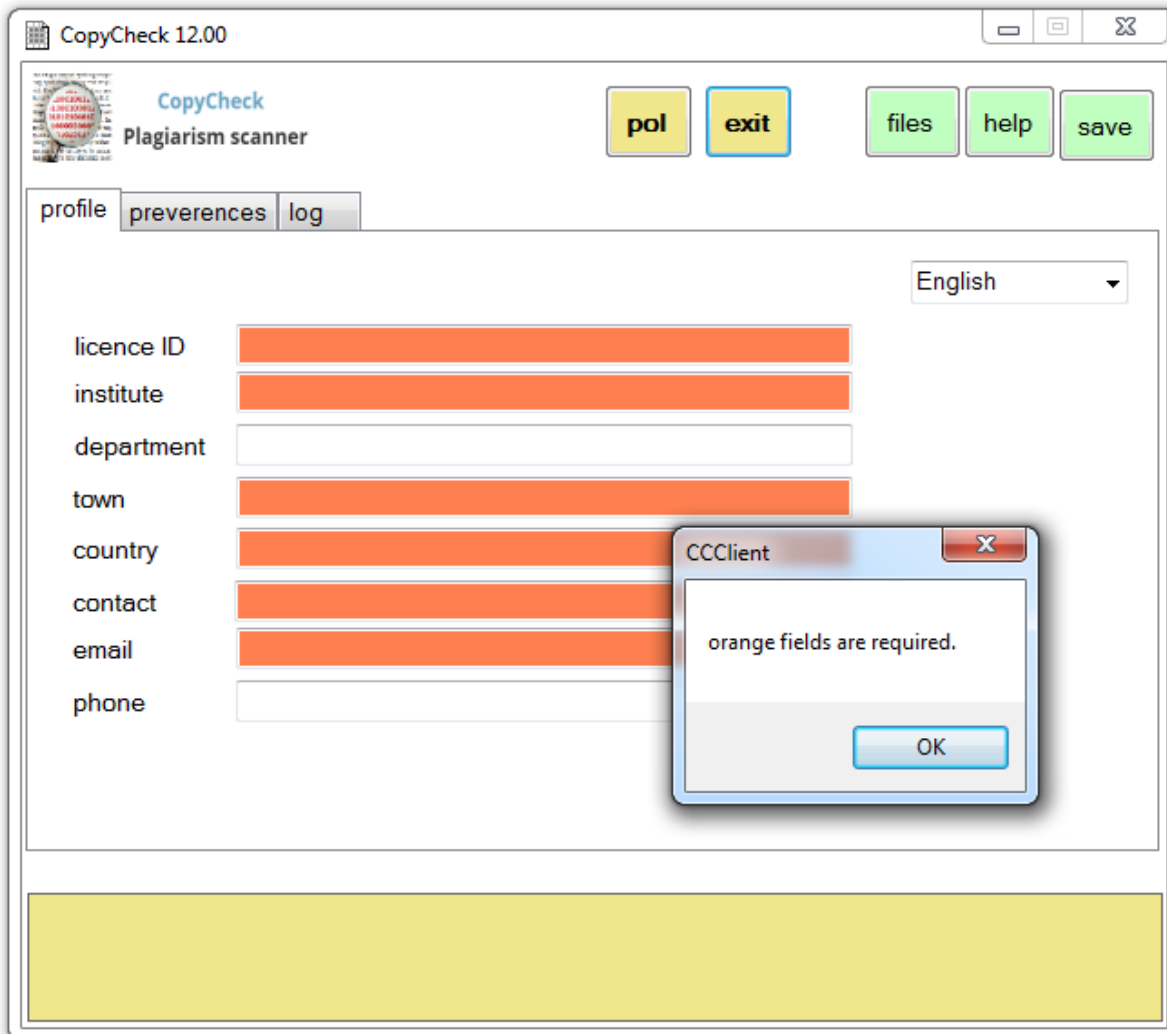 CopyCheck 12.00
CopyCheck
Plagiarism scanner
pol
exit
files
help
save
profile
preverences
log
English
licence ID
institute
department
town
country
contact
email
phone
CCClient
orange fields are required.
OK